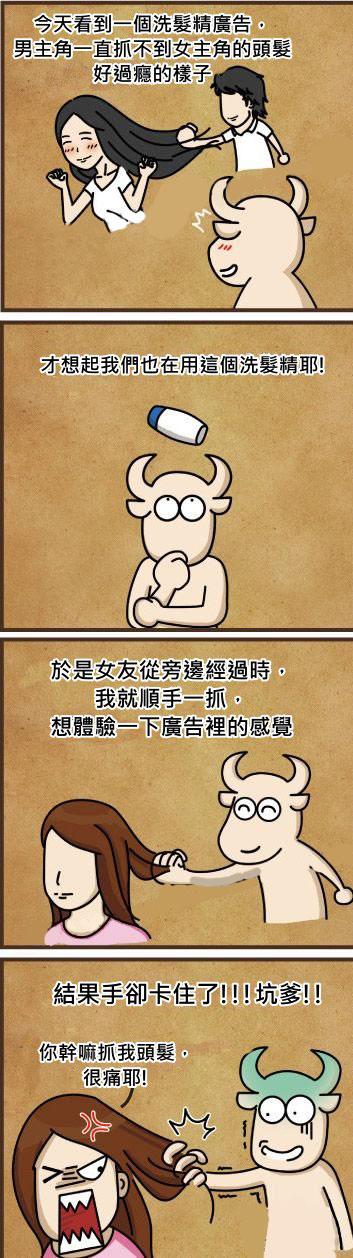 今天看到一個洗髮精廣告，
男主角一直抓不到女主角的頭髮
好過癮的樣子
才想起我們也在用這個洗髮精耶!
於是女友從旁邊經過時，
我就順手一抓，
想體驗一下廣告裡的感覺
結果手卻卡住了!!!坑爹!!
你幹嘛抓我頭髮，
很痛耶!